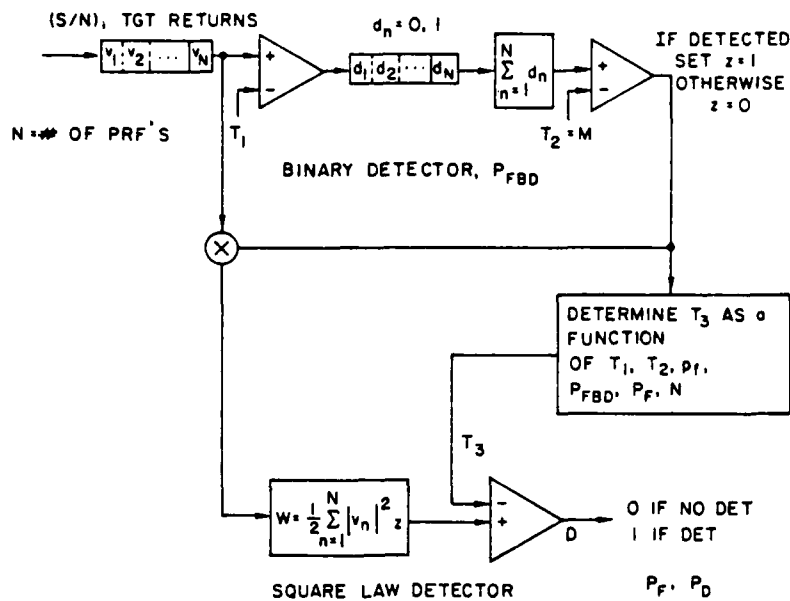 (S/N), TGT RETURNS
v₁ v₂ ... v_N
+
-
T₁
d_n = 0, 1
d₁ d₂ ... d_N
N
Σ d_n
n=1
+
-
T₂=M
IF DETECTED
SET z=1
OTHERWISE
z=0
N=# OF PRF'S
BINARY DETECTOR, P_FBD
×
DETERMINE T₃ AS a
FUNCTION
OF T₁, T₂, pf,
P_FBD, P_F, N
T₃
W= 1/2 N Σ n=1 |v_n|² z
-
+
D
0 IF NO DET
1 IF DET
SQUARE LAW DETECTOR
P_F, P_D